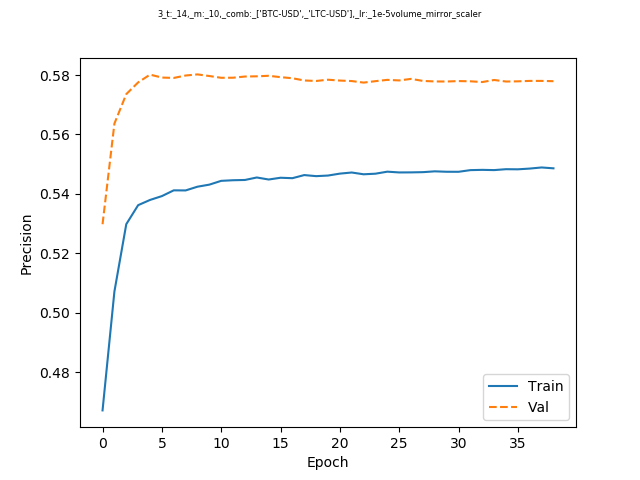 3_t:_14,_m:_10,_comb:_['BTC-USD',_'LTC-USD'],_lr:_1e-5volume_mirror_scaler
0.58
0.56
0.54
0.52
0.50
0.48
Precision
Train
Val
0 5 10 15 20 25 30 35
Epoch